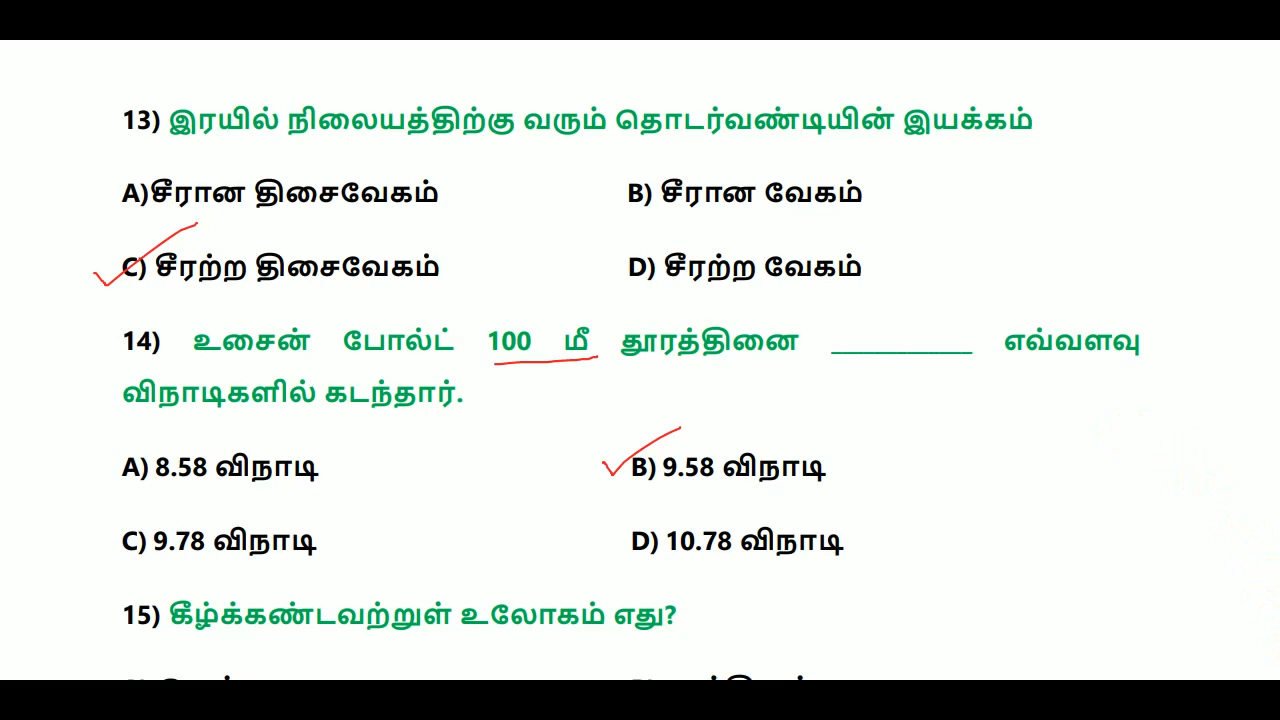 13) இரயில் நிலையத்திற்கு வரும் தொடர்வண்டியின் இயக்கம்
A)சீரான திசைவேகம் B) சீரான வேகம்
C) சீரற்ற திசைவேகம் D) சீரற்ற வேகம்
14) உசைன் போல்ட் 100 மீ தூரத்தினை __________ எவ்வளவு
விநாடிகளில் கடந்தார்.
A) 8.58 விநாடி B) 9.58 விநாடி
C) 9.78 விநாடி D) 10.78 விநாடி
15) கீழ்க்கண்டவற்றுள் உலோகம் எது?